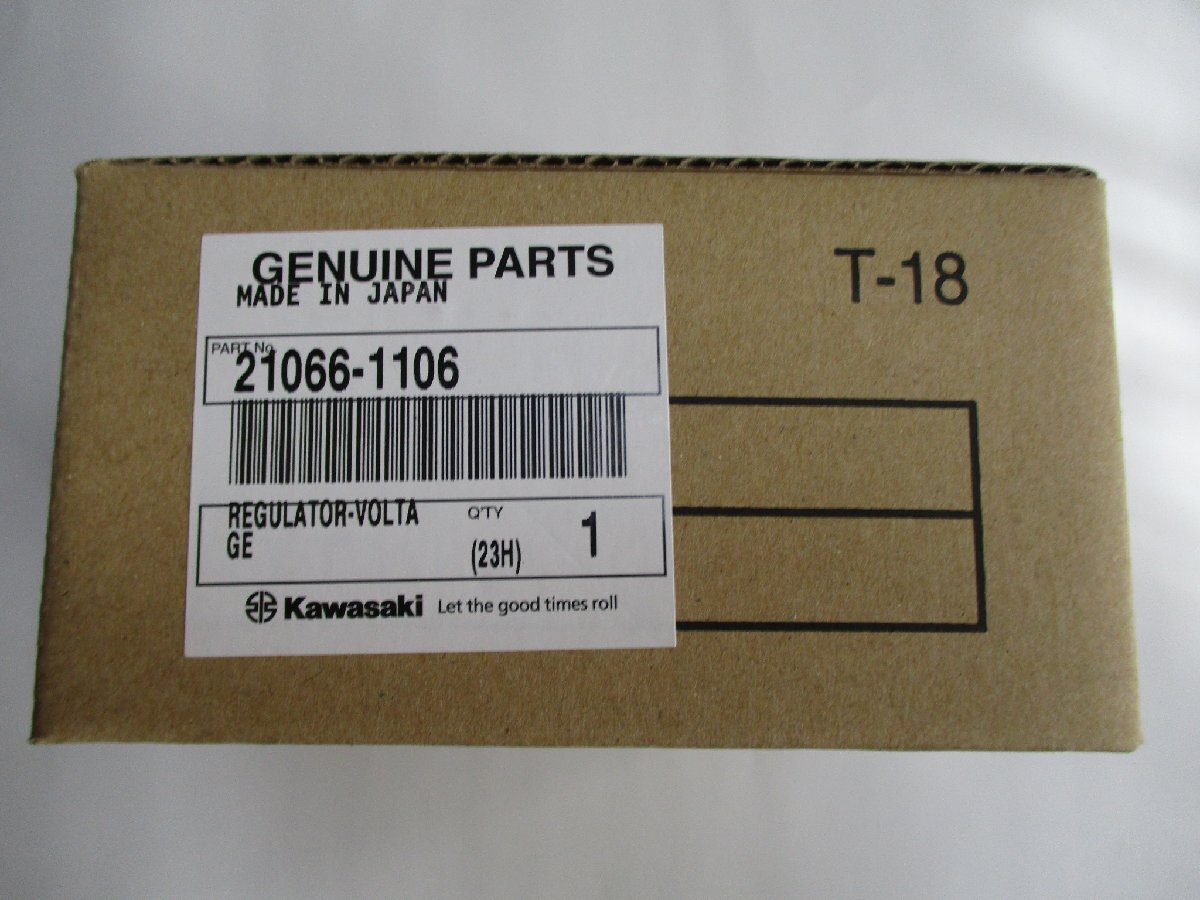 GENUINE PARTS
MADE IN JAPAN
T-18
PART No.
21066-1106
REGULATOR-VOLTA
GE
Q'TY
(23H)
1
Kawasaki Let the good times roll